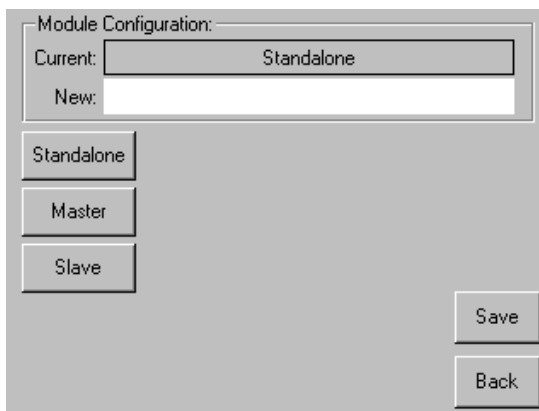 Module Configuration:
Current: Standalone
New:
Standalone
Master
Slave
Save
Back